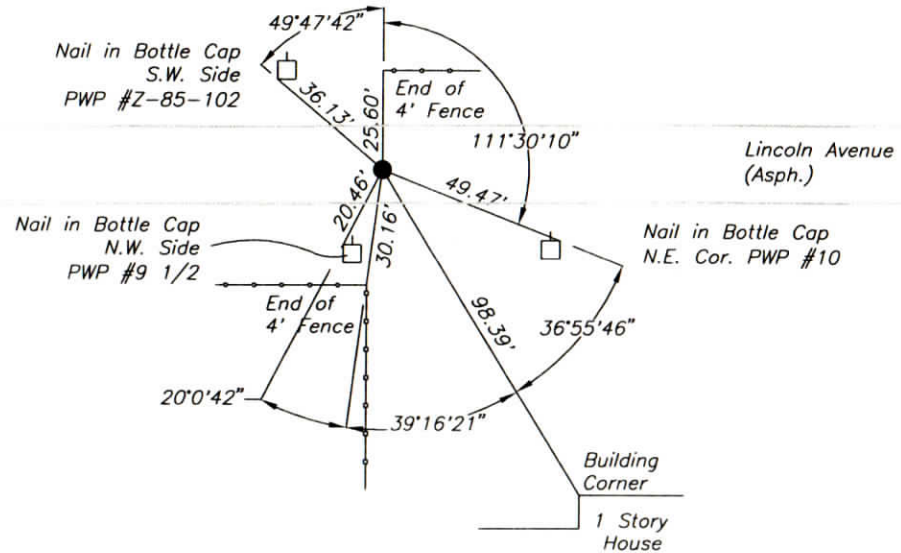 49°47'42"
Nail in Bottle Cap
S.W. Side
PWP #Z-85-102
36.13'
25.60'
End of
4' Fence
111°30'10"
Lincoln Avenue
(Asph.)
49.47'
20.46'
30.16'
Nail in Bottle Cap
N.W. Side
PWP #9 1/2
Nail in Bottle Cap
N.E. Cor. PWP #10
End of
4' Fence
98.39'
36°55'46"
20°0'42"
39°16'21"
Building
Corner
1 Story
House